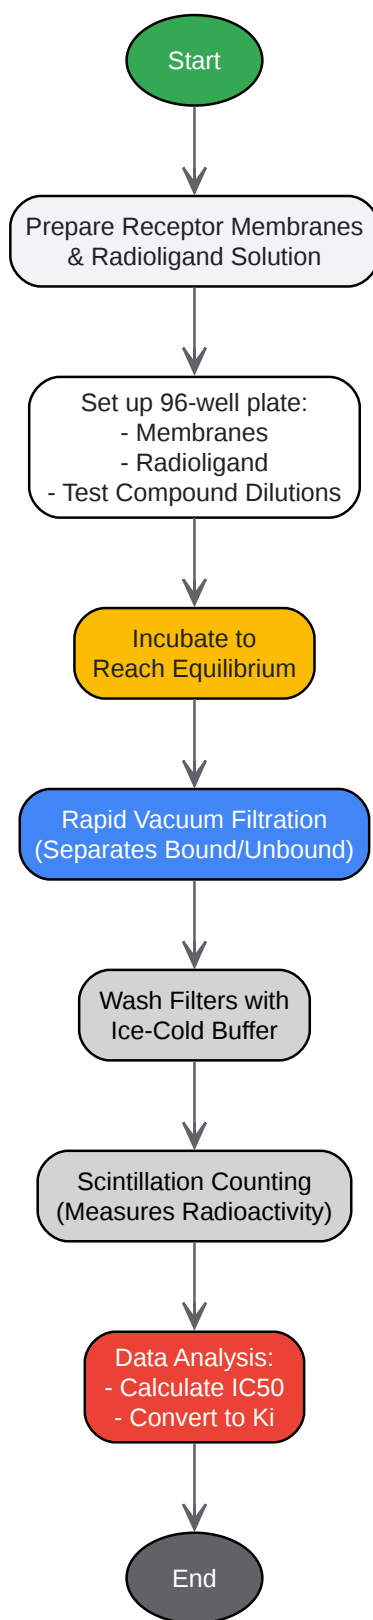 Start
Prepare Receptor Membranes
& Radioligand Solution
Set up 96-well plate:
- Membranes
- Radioligand
- Test Compound Dilutions
Incubate to
Reach Equilibrium
Rapid Vacuum Filtration
(Separates Bound/Unbound)
Wash Filters with
Ice-Cold Buffer
Scintillation Counting
(Measures Radioactivity)
Data Analysis:
- Calculate IC50
- Convert to Ki
End